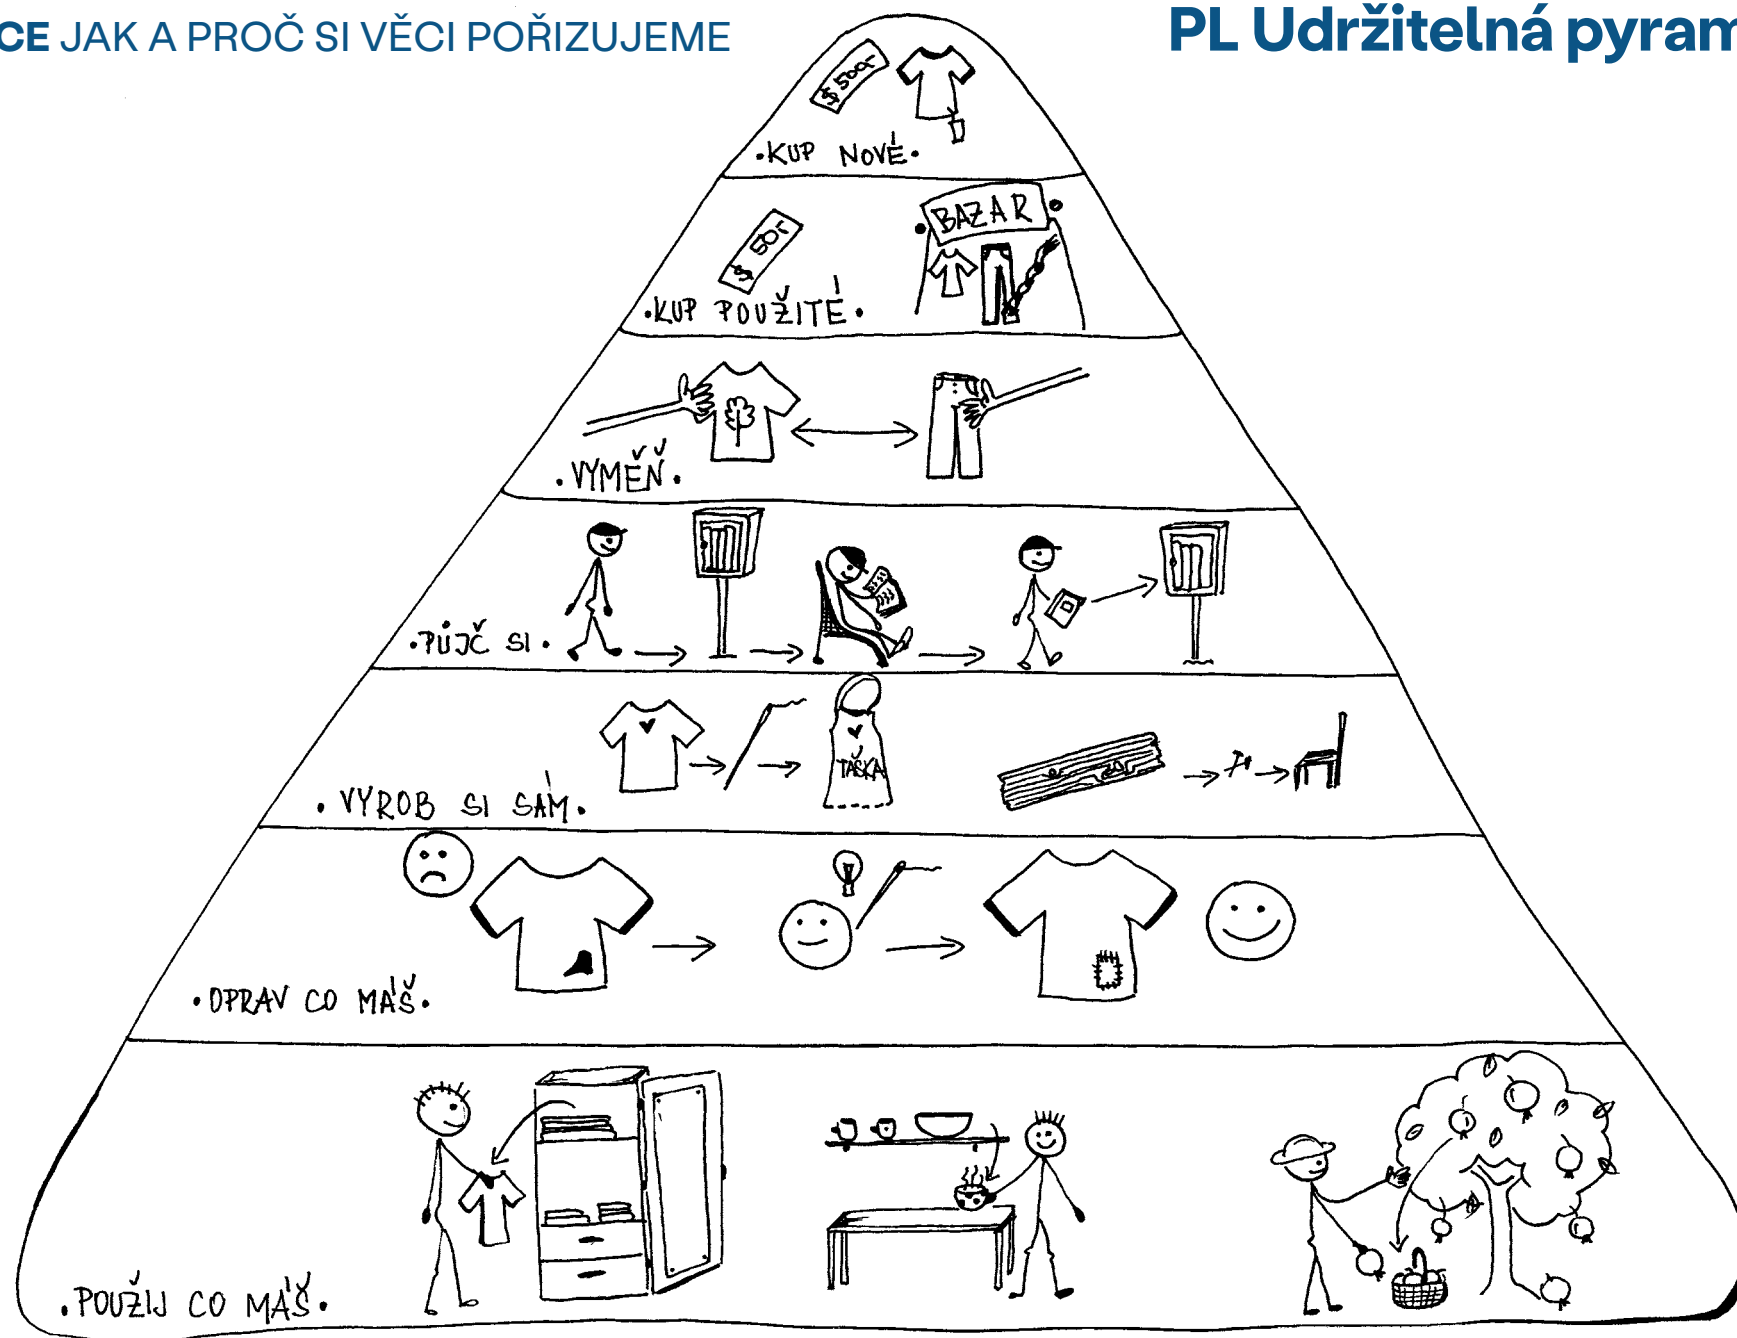 CE JAK A PROČ SI VĚCI POŘIZUJEME
PL Udržitelná pyram
$ 500,-
• KUP NOVÉ •
BAZAR
$ 50,-
• KUP POUŽITÉ •
• VYMĚŇ •
• PŮJČ SI •
TAŠKA
• VYROB SI SÁM •
• OPRAV CO MÁŠ •
• POUŽIJ CO MÁŠ •